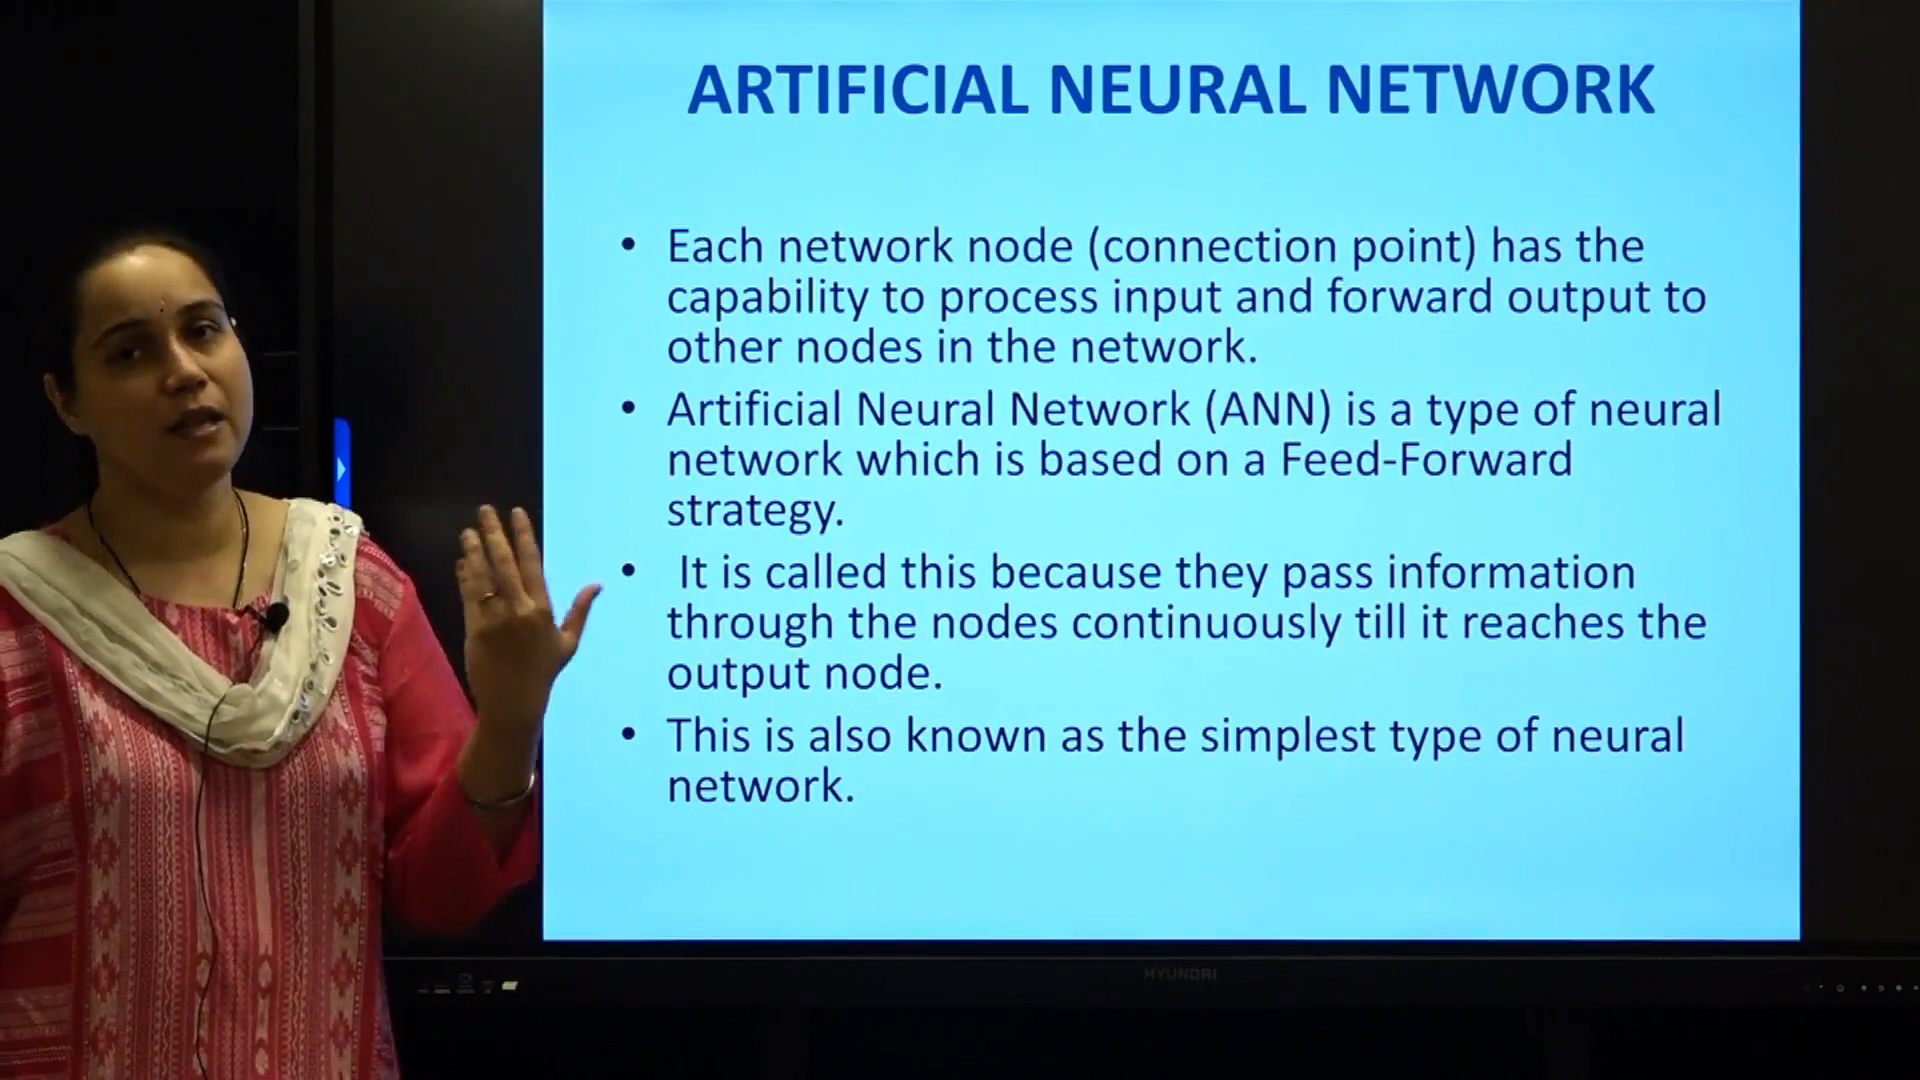 ARTIFICIAL NEURAL NETWORK
• Each network node (connection point) has the
capability to process input and forward output to
other nodes in the network.
• Artificial Neural Network (ANN) is a type of neural
network which is based on a Feed-Forward
strategy.
• It is called this because they pass information
through the nodes continuously till it reaches the
output node.
• This is also known as the simplest type of neural
network.
HYUNDAI